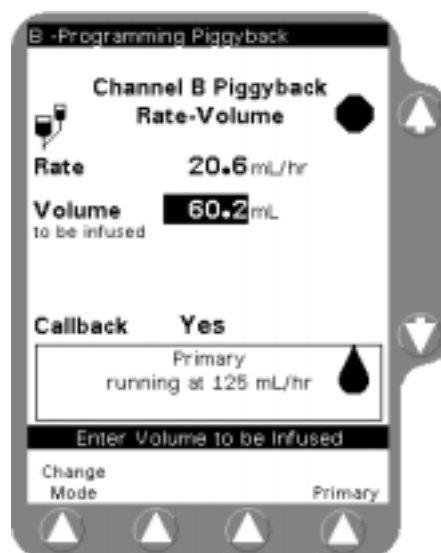 B -Programming Piggyback
Channel B Piggyback
Rate-Volume
Rate 20.6 mL/hr
Volume 60.2 mL
to be infused
Callback Yes
Primary
running at 125 mL/hr
Enter Volume to be Infused
Change
Mode Primary